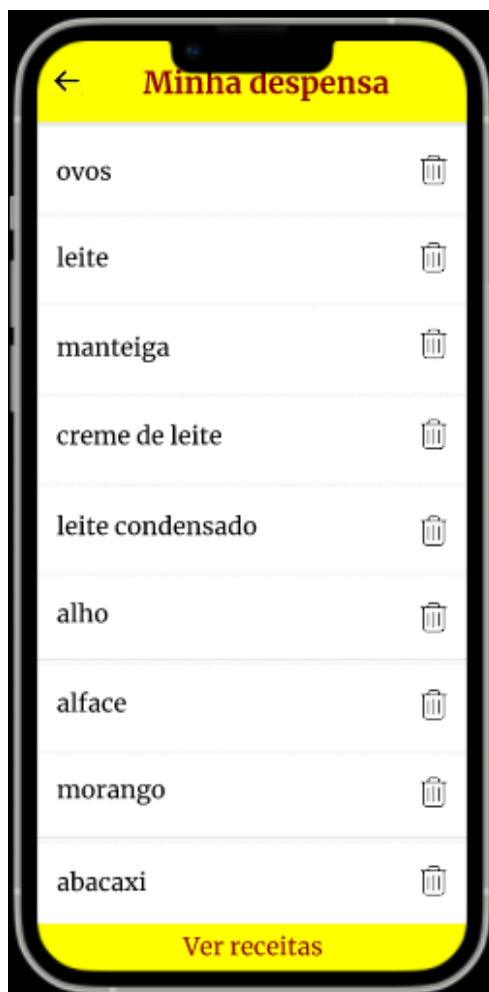 Minha despensa
ovos
leite
manteiga
creme de leite
leite condensado
alho
alface
morango
abacaxi
Ver receitas